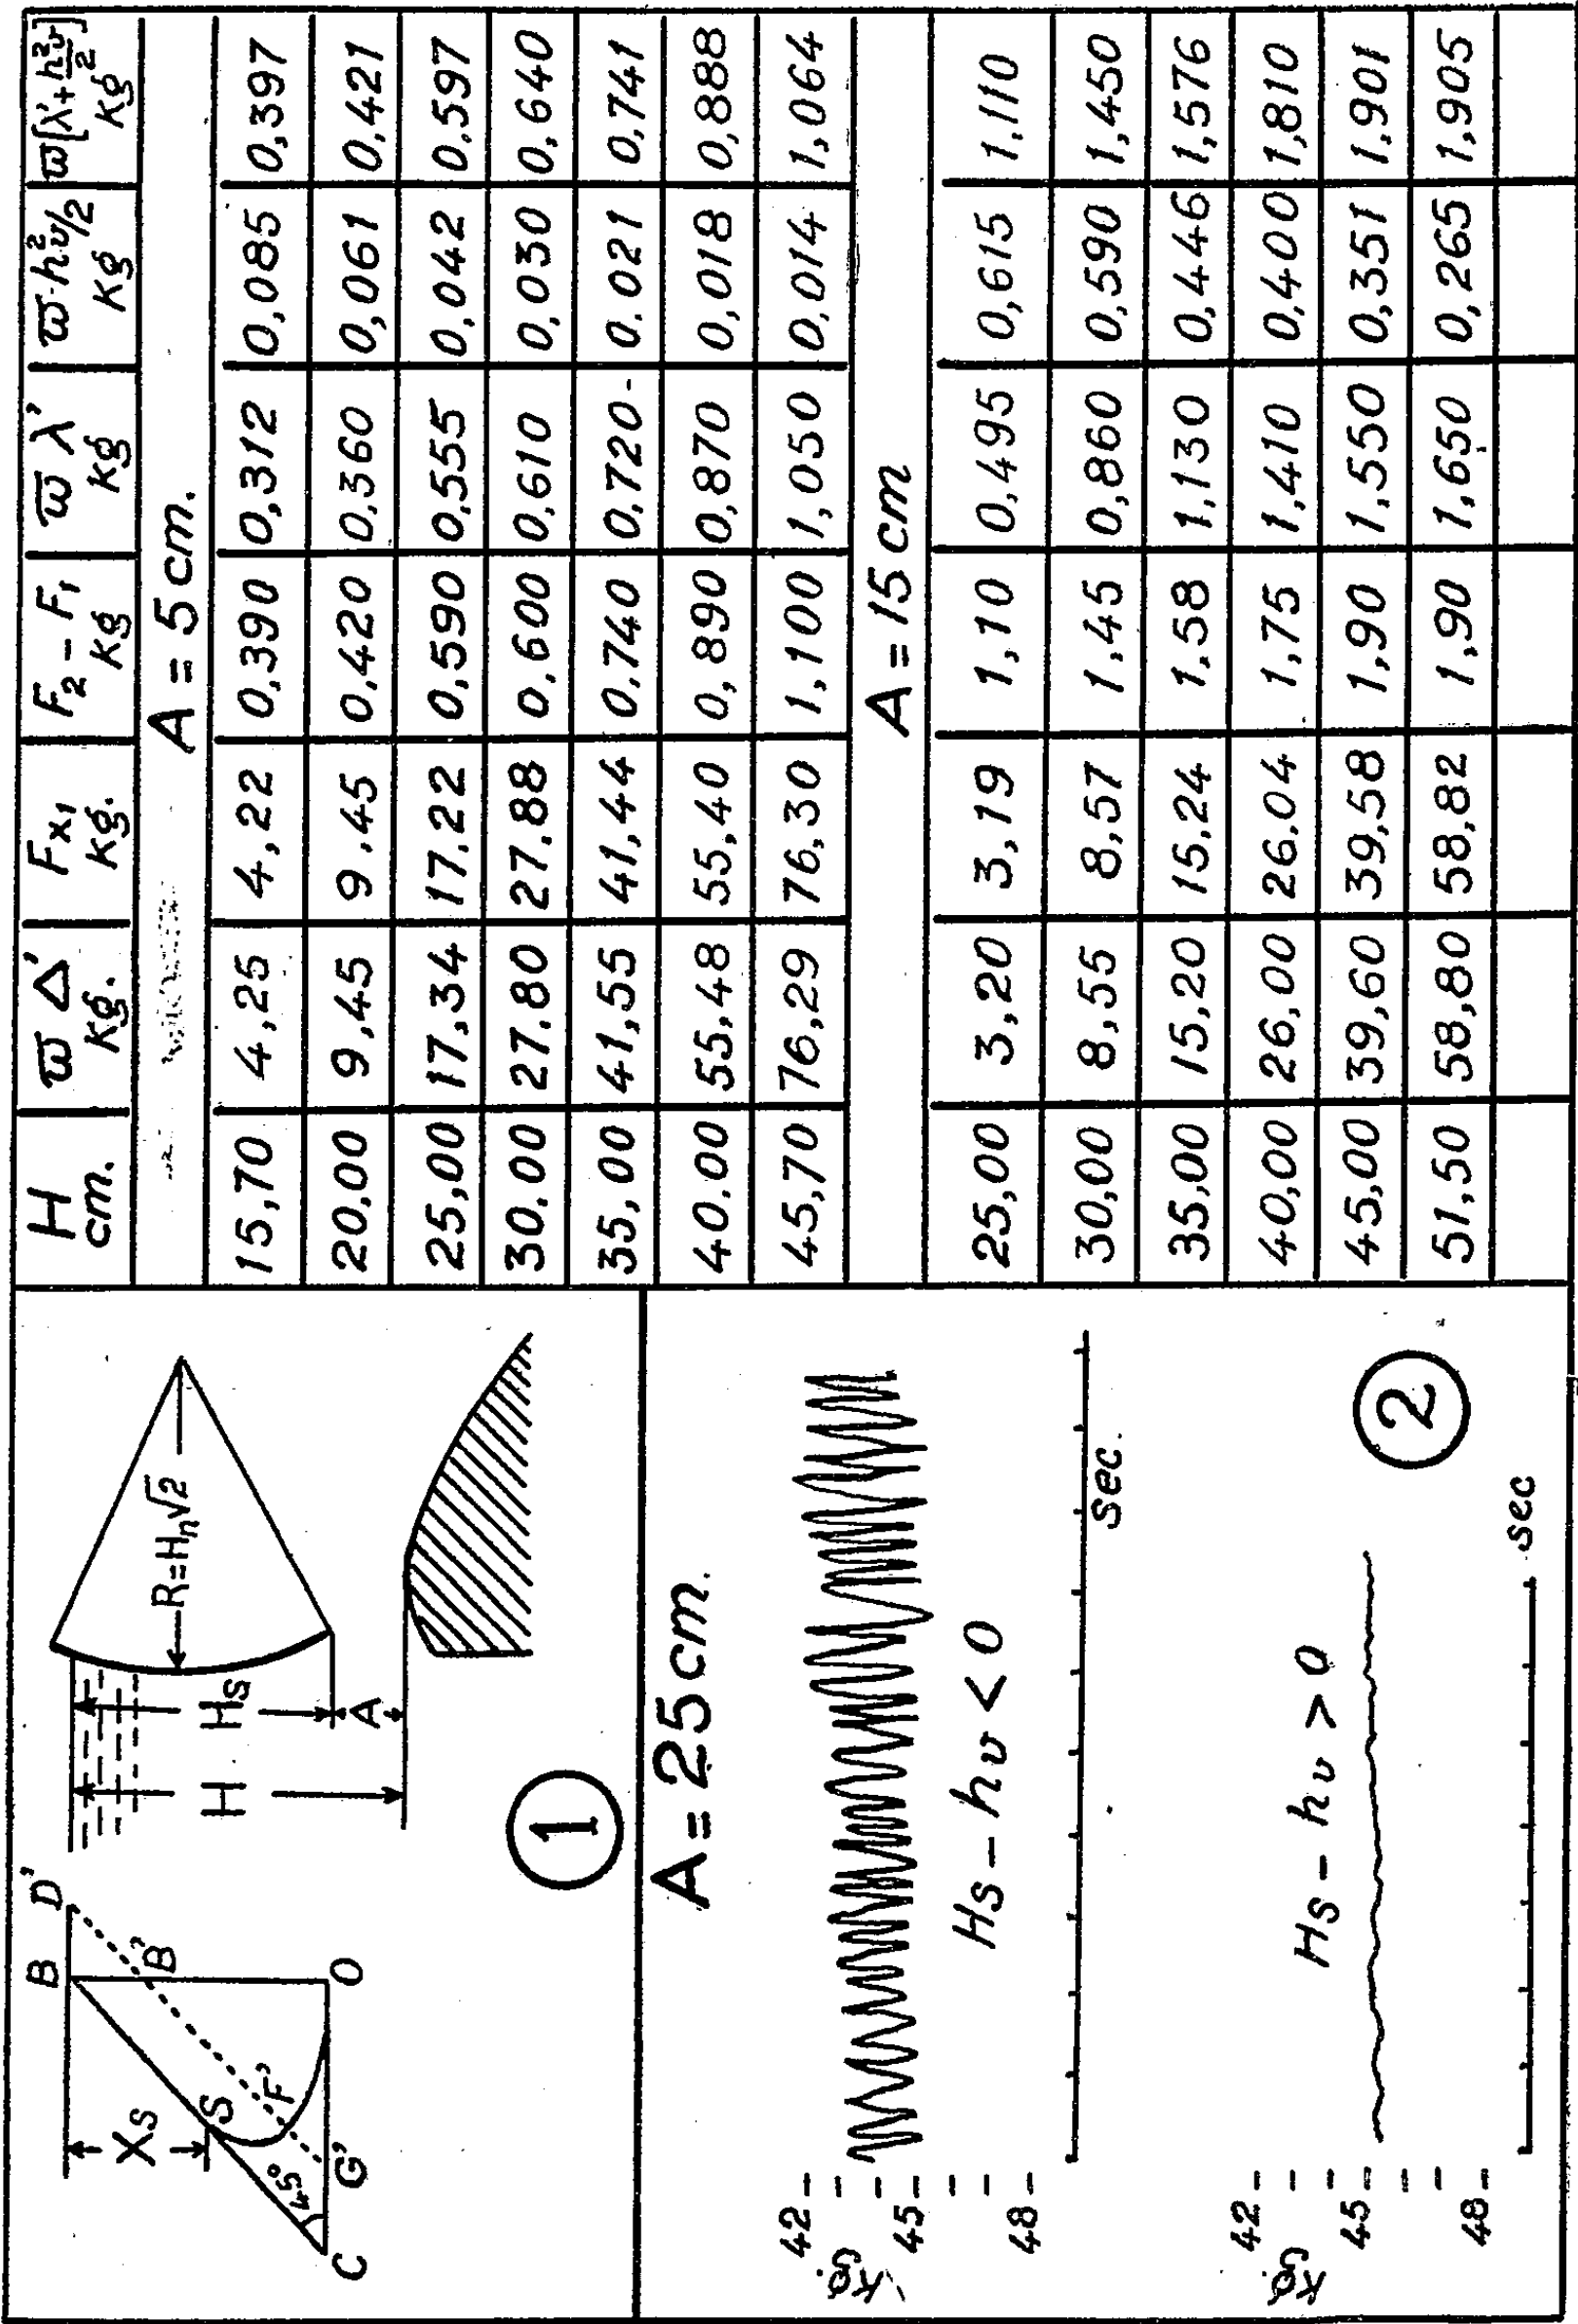 B D'
X_S
S B'
F'
45°
C G' O
H H_S
A
R=H_n√2
1
A = 25 cm.
kg.
42
45
48
H_S − h_v < 0
sec.
kg
42
45
48
H_S − h_v > 0
sec
2
H cm. | ϖ Δ' kg. | F_x₁ kg. | F₂ − F₁ kg | ϖ λ' kg | ϖ·h²v/2 kg | ϖ[λ'+h²v/2] kg
A = 5 cm.
15,70 4,25 4,22 0,390 0,312 0,085 0,397
20,00 9,45 9,45 0,420 0,360 0,061 0,421
25,00 17,34 17,22 0,590 0,555 0,042 0,597
30,00 27,80 27,88 0,600 0,610 0,030 0,640
35,00 41,55 41,44 0,740 0,720 0,021 0,741
40,00 55,48 55,40 0,890 0,870 0,018 0,888
45,70 76,29 76,30 1,100 1,050 0,014 1,064
A = 15 cm
25,00 3,20 3,19 1,10 0,495 0,615 1,110
30,00 8,55 8,57 1,45 0,860 0,590 1,450
35,00 15,20 15,24 1,58 1,130 0,446 1,576
40,00 26,00 26,04 1,75 1,410 0,400 1,810
45,00 39,60 39,58 1,90 1,550 0,351 1,901
51,50 58,80 58,82 1,90 1,650 0,265 1,905